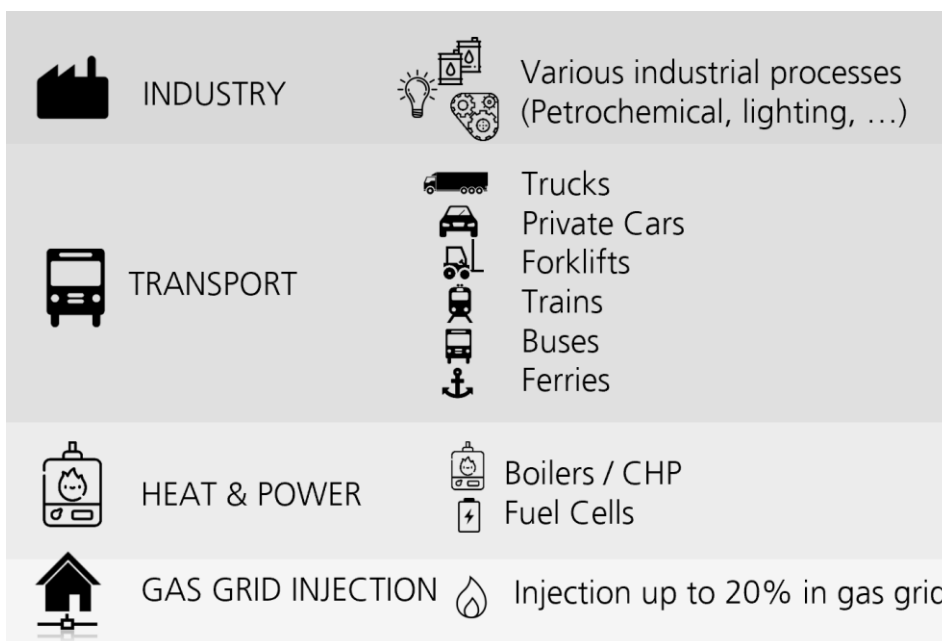 INDUSTRY
Various industrial processes
(Petrochemical, lighting, …)
TRANSPORT
Trucks
Private Cars
Forklifts
Trains
Buses
Ferries
HEAT & POWER
Boilers / CHP
Fuel Cells
GAS GRID INJECTION
Injection up to 20% in gas grid